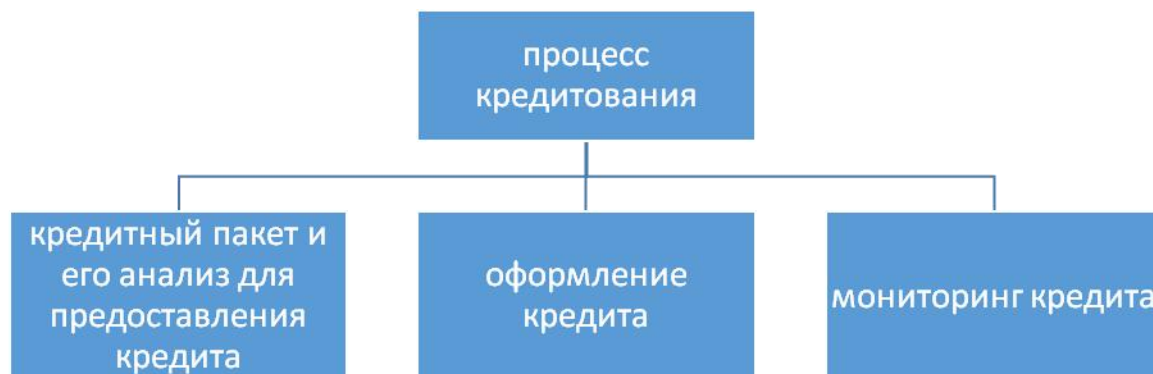 процесс
кредитования
кредитный пакет и
его анализ для
предоставления
кредита
оформление
кредита
мониторинг кредита